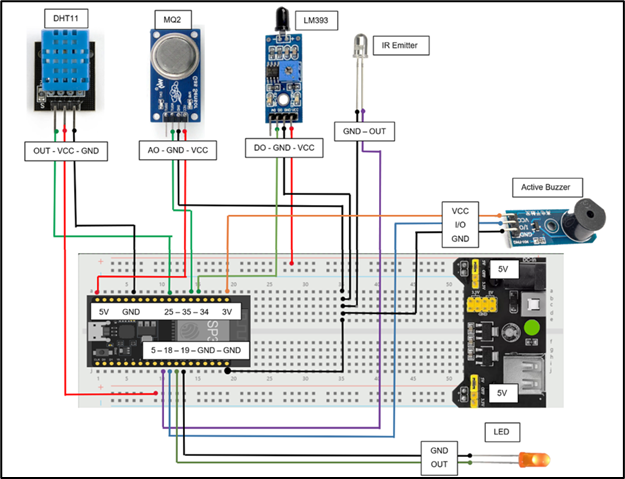 DHT11
MQ2
LM393
IR Emitter
OUT - VCC - GND
AO - GND - VCC
DO - GND - VCC
GND – OUT
Active Buzzer
VCC
I/O
GND
5V
5V
GND
25 – 35 – 34
3V
5 – 18 – 19 – GND – GND
5V
LED
GND
OUT